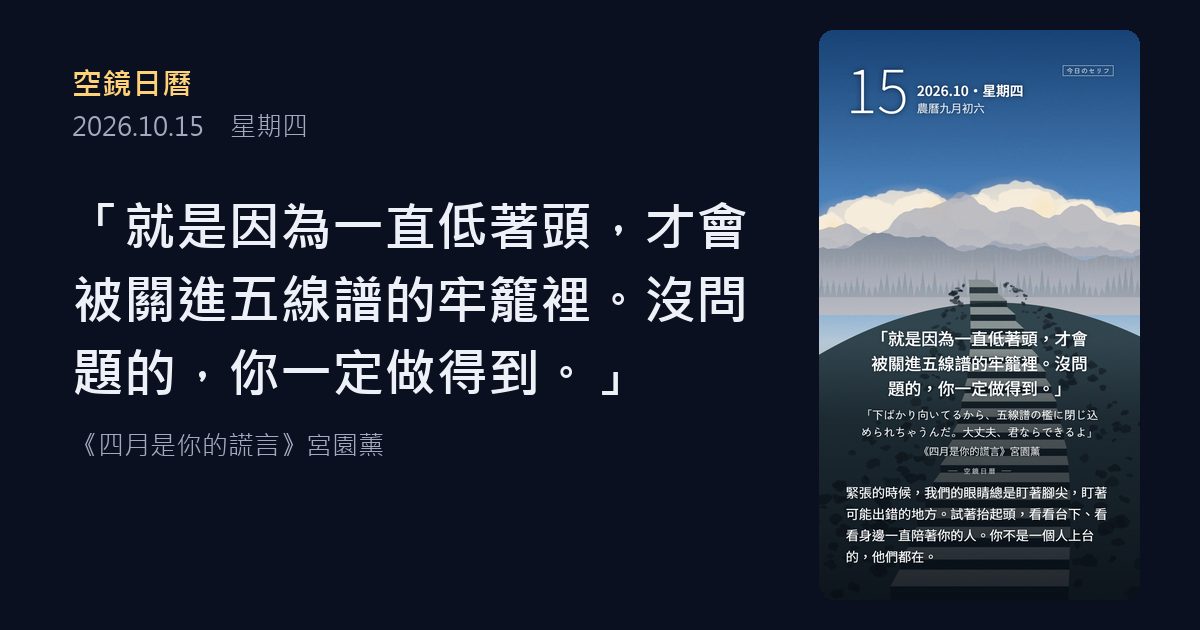 空鏡日曆
2026.10.15　星期四
「就是因為一直低著頭，才會
被關進五線譜的牢籠裡。沒問
題的，你一定做得到。」
《四月是你的謊言》宮園薰
15
2026.10・星期四
農曆九月初六
今日のセリフ
「就是因為一直低著頭，才會
被關進五線譜的牢籠裡。沒問
題的，你一定做得到。」
「下ばかり向いてるから、五線譜の檻に閉じ込
められちゃうんだ。大丈夫、君ならできるよ」
《四月是你的謊言》宮園薰
空鏡日曆
緊張的時候，我們的眼睛總是盯著腳尖，盯著
可能出錯的地方。試著抬起頭，看看台下、看
看身邊一直陪著你的人。你不是一個人上台
的，他們都在。